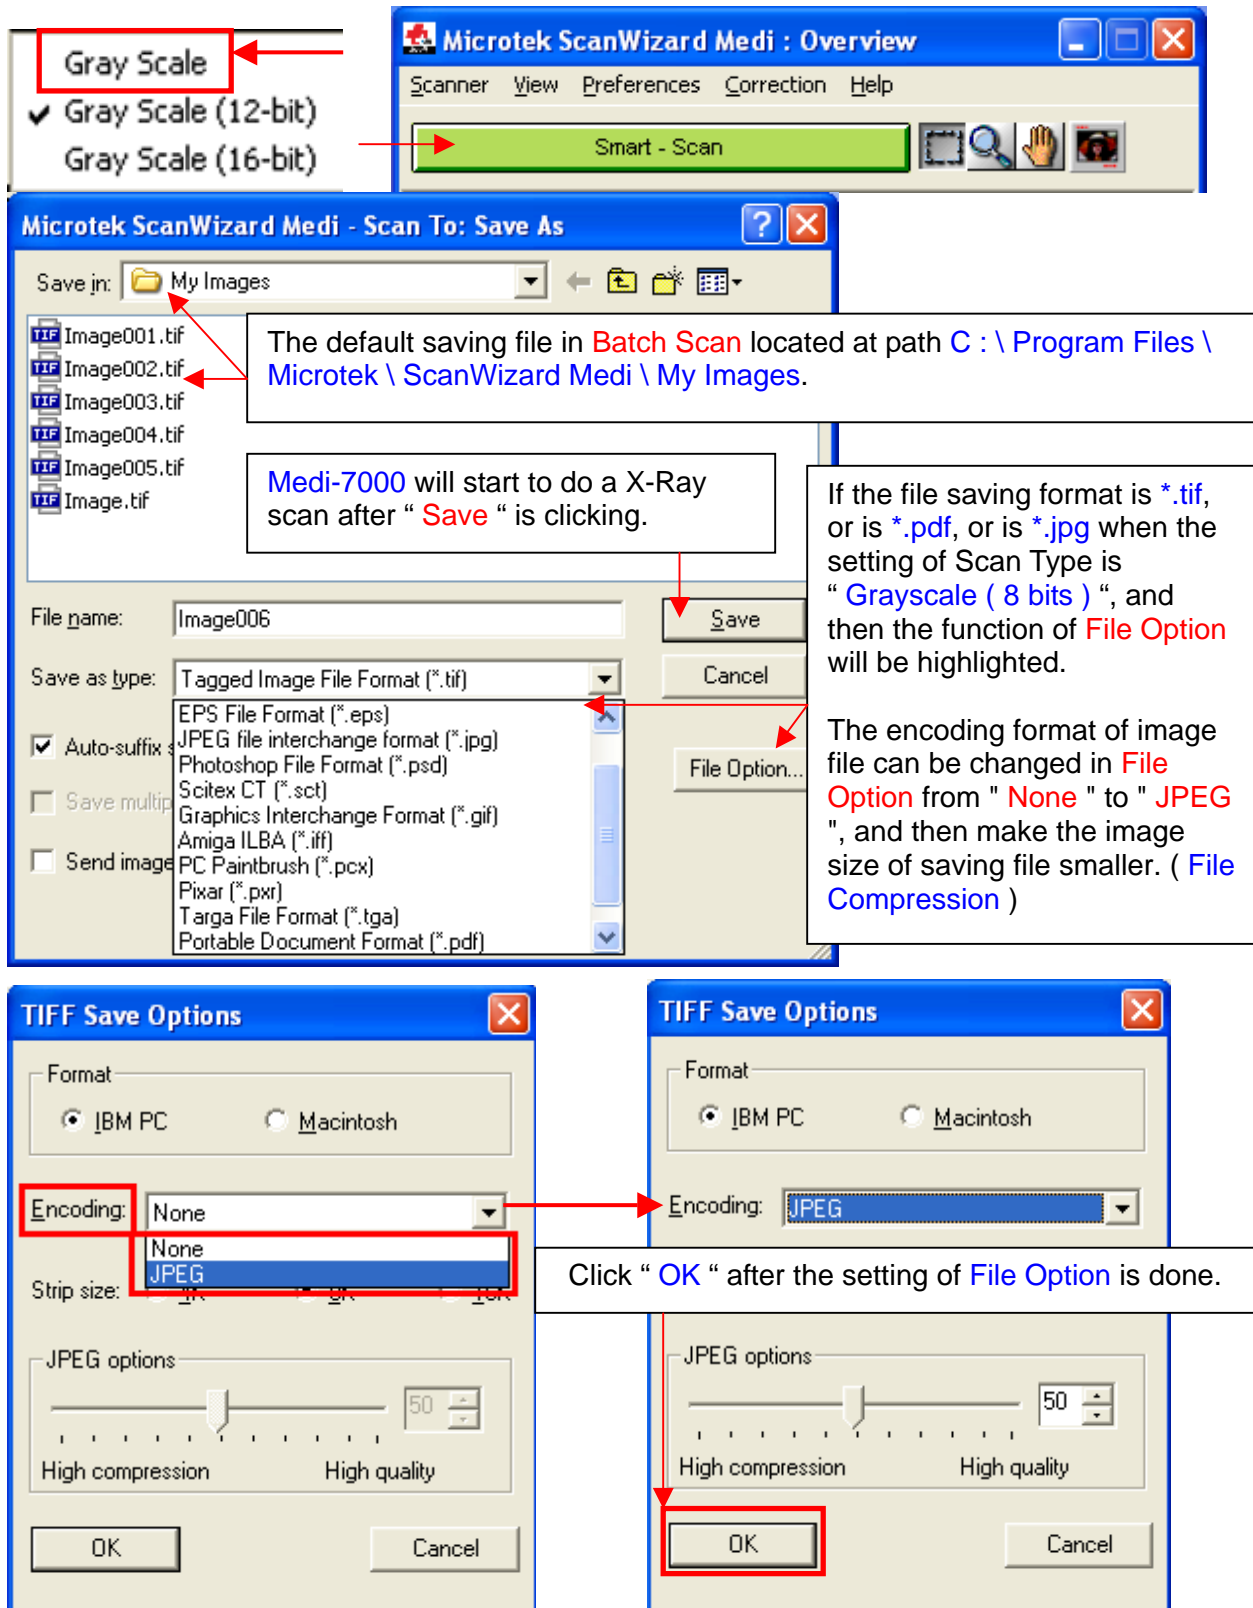 Gray Scale
Gray Scale (12-bit)
Gray Scale (16-bit)
Microtek ScanWizard Medi : Overview
Scanner View Preferences Correction Help
Smart - Scan
Microtek ScanWizard Medi - Scan To: Save As
Save in: My Images
Image001.tif
Image002.tif
Image003.tif
Image004.tif
Image005.tif
Image.tif
The default saving file in Batch Scan located at path C : \ Program Files \
Microtek \ ScanWizard Medi \ My Images.
Medi-7000 will start to do a X-Ray
scan after “ Save “ is clicking.
If the file saving format is *.tif,
or is *.pdf, or is *.jpg when the
setting of Scan Type is
“ Grayscale ( 8 bits ) “, and
then the function of File Option
will be highlighted.
The encoding format of image
file can be changed in File
Option from " None " to " JPEG
", and then make the image
size of saving file smaller. ( File
Compression )
File name: Image006
Save
Save as type: Tagged Image File Format (*.tif)
Cancel
EPS File Format (*.eps)
JPEG file interchange format (*.jpg)
Photoshop File Format (*.psd)
Scitex CT (*.sct)
Graphics Interchange Format (*.gif)
Amiga ILBA (*.iff)
PC Paintbrush (*.pcx)
Pixar (*.pxr)
Targa File Format (*.tga)
Portable Document Format (*.pdf)
Auto-suffix
Save multip
Send image
File Option...
TIFF Save Options
Format
IBM PC Macintosh
Encoding: None
None
JPEG
Strip size:
JPEG options
50
High compression High quality
OK Cancel
TIFF Save Options
Format
IBM PC Macintosh
Encoding: JPEG
Click “ OK “ after the setting of File Option is done.
JPEG options
50
High compression High quality
OK Cancel